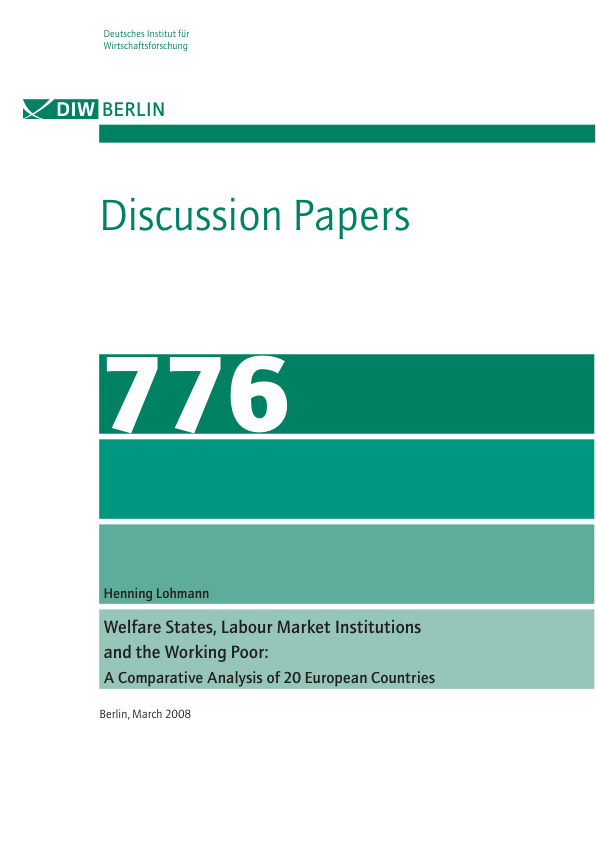 Deutsches Institut für
Wirtschaftsforschung
DIW BERLIN
Discussion Papers
776
Henning Lohmann
Welfare States, Labour Market Institutions
and the Working Poor:
A Comparative Analysis of 20 European Countries
Berlin, March 2008